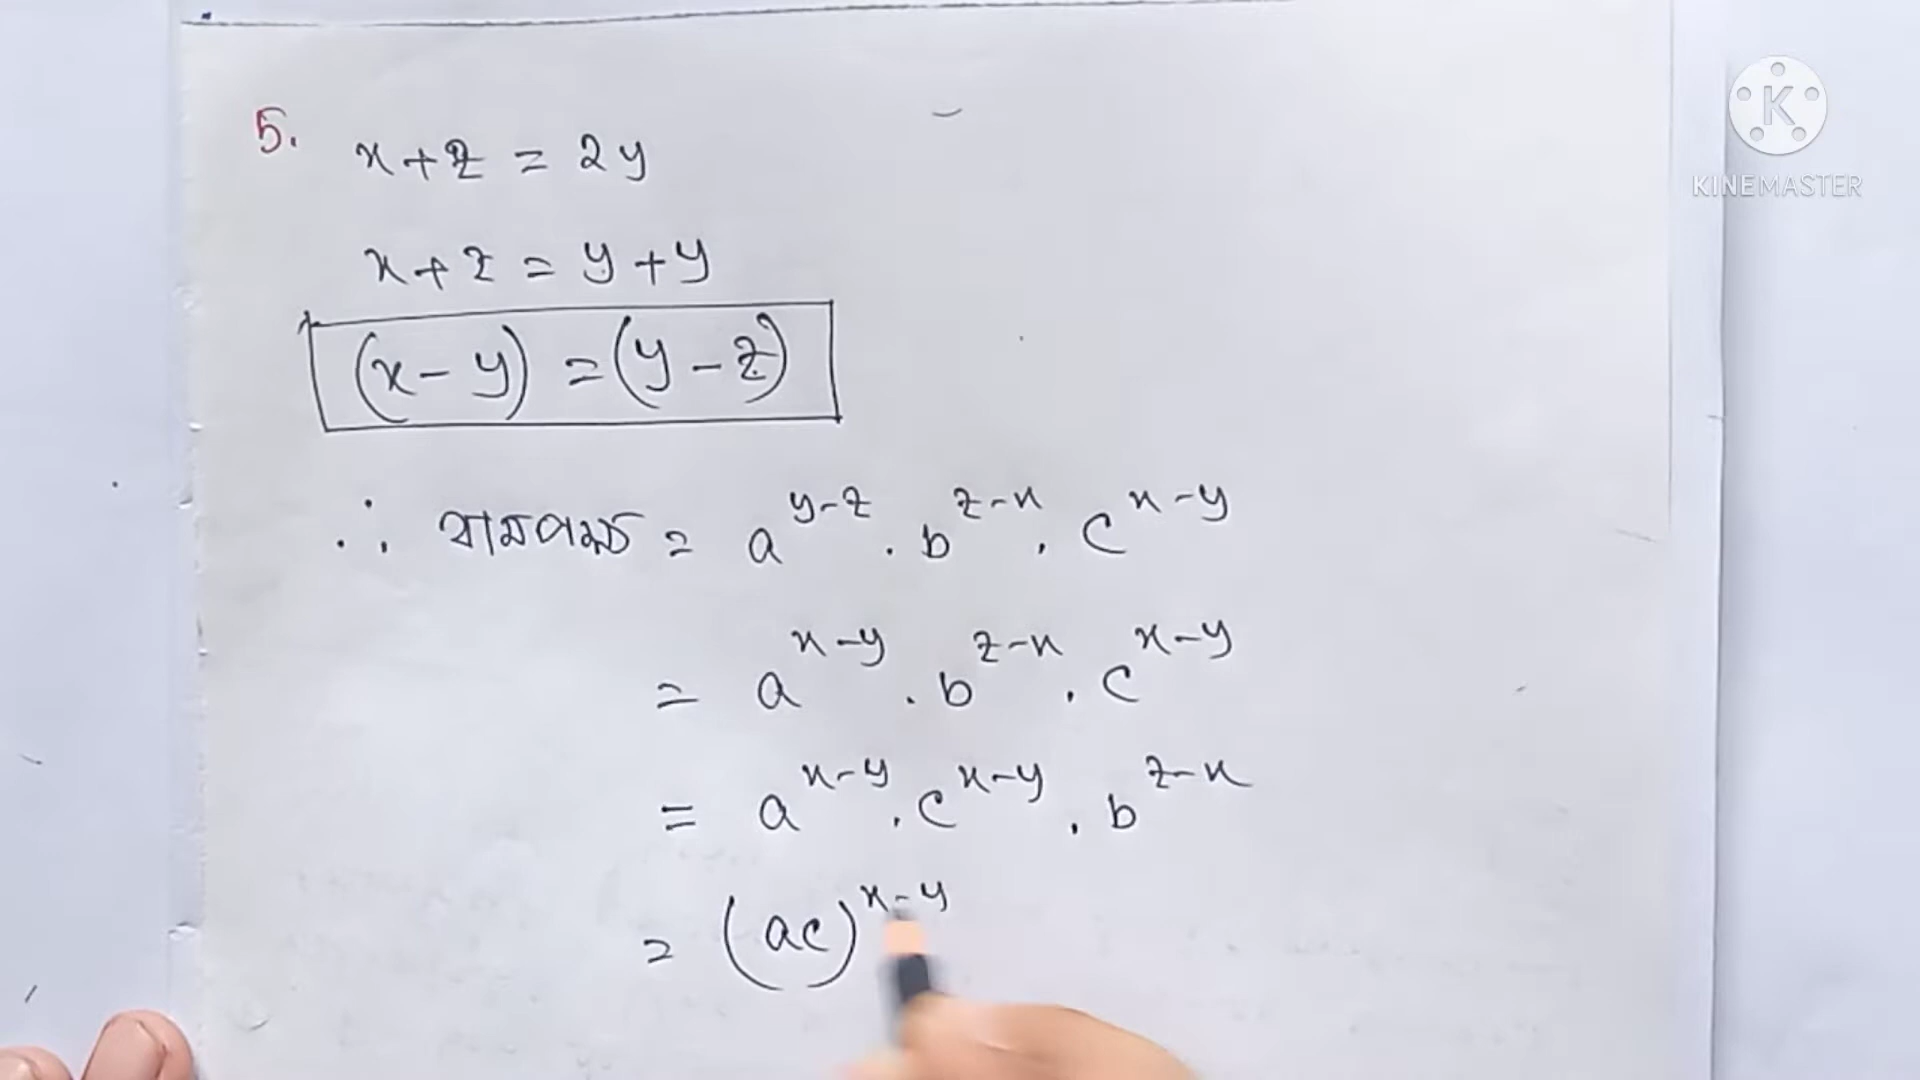 5. x+z = 2y
x+z = y+y
(x-y) = (y-z)
∴ বামপক্ষ = a^{y-z} . b^{z-x} . c^{x-y}
= a^{x-y} . b^{z-x} . c^{x-y}
= a^{x-y} . c^{x-y} . b^{z-x}
= (ac)^{x-y}
K
KINEMASTER